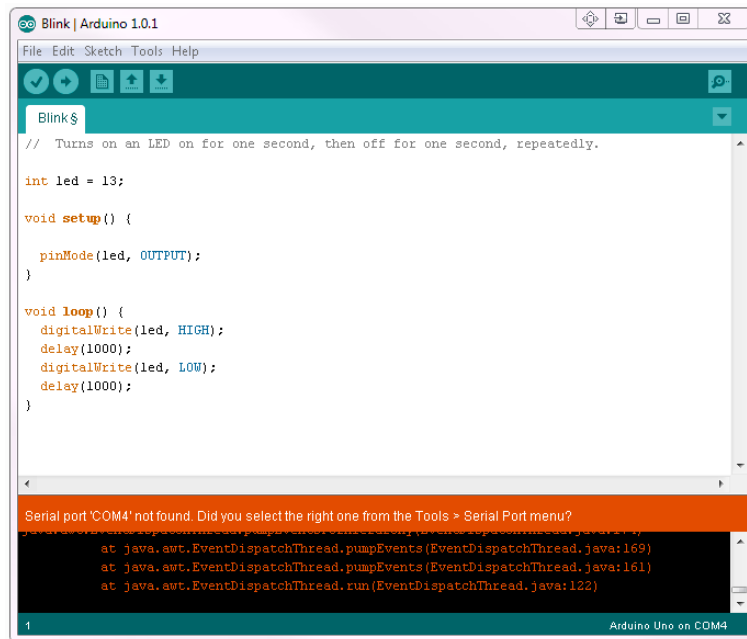 Blink | Arduino 1.0.1
File Edit Sketch Tools Help
Blink §
// Turns on an LED on for one second, then off for one second, repeatedly.
int led = 13;
void setup() {
pinMode(led, OUTPUT);
}
void loop() {
digitalWrite(led, HIGH);
delay(1000);
digitalWrite(led, LOW);
delay(1000);
}
Serial port 'COM4' not found. Did you select the right one from the Tools > Serial Port menu?
at java.awt.EventDispatchThread.pumpEvents(EventDispatchThread.java:169)
at java.awt.EventDispatchThread.pumpEvents(EventDispatchThread.java:161)
at java.awt.EventDispatchThread.run(EventDispatchThread.java:122)
1
Arduino Uno on COM4